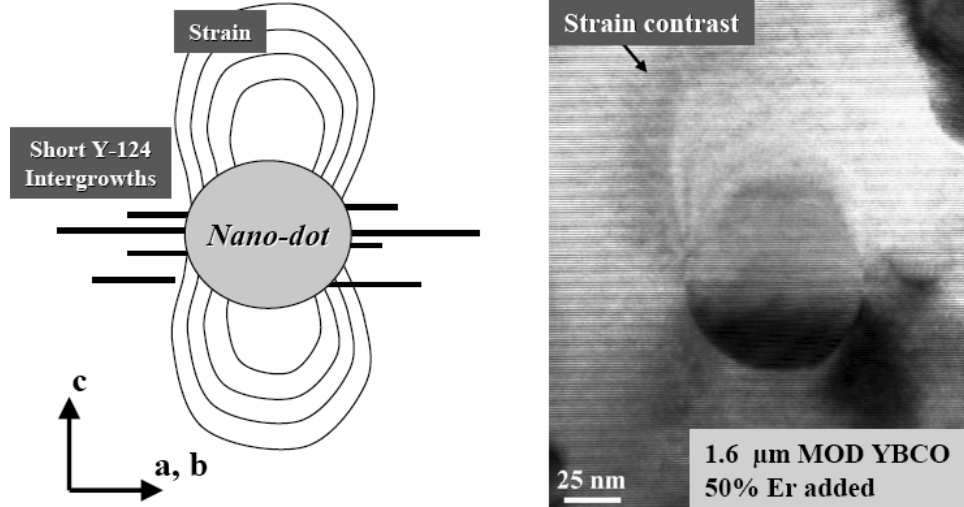 Strain
Short Y-124
Intergrowths
Nano-dot
c
a, b
Strain contrast
25 nm
1.6 μm MOD YBCO
50% Er added